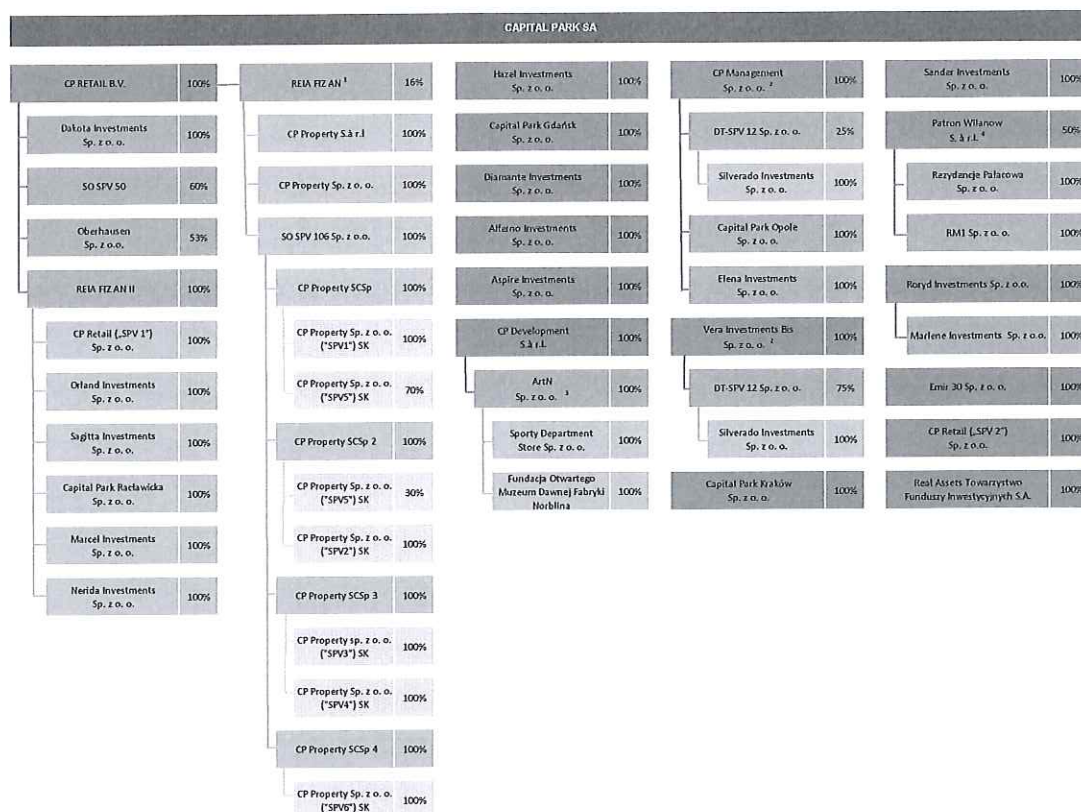 CAPITAL PARK SA
CP RETAIL B.V. 100%
Dakota Investments
Sp. z o. o. 100%
SO SPV 50 60%
Oberhausen
Sp. z o.o. 53%
REIA FIZ AN II 100%
CP Retail („SPV 1")
Sp. z o. o. 100%
Orland Investments
Sp. z o. o. 100%
Sagitta Investments
Sp. z o. o. 100%
Capital Park Racławicka
Sp. z o. o. 100%
Marcel Investments
Sp. z o. o. 100%
Nerida Investments
Sp. z o. o. 100%
REIA FIZ AN 1 16%
CP Property S.à r.l 100%
CP Property Sp. z o. o. 100%
SO SPV 106 Sp. z o.o. 100%
CP Property SCSp 100%
CP Property Sp. z o. o.
("SPV1") SK 100%
CP Property Sp. z o. o.
("SPV5") SK 70%
CP Property SCSp 2 100%
CP Property Sp. z o. o.
("SPV5") SK 30%
CP Property Sp. z o. o.
("SPV2") SK 100%
CP Property SCSp 3 100%
CP Property sp. z o. o.
("SPV3") SK 100%
CP Property Sp. z o. o.
("SPV4") SK 100%
CP Property SCSp 4 100%
CP Property Sp. z o. o.
("SPV6") SK 100%
Hazel Investments
Sp. z o. o. 100%
Capital Park Gdańsk
Sp. z o. o. 100%
Diamante Investments
Sp. z o. o. 100%
Alferno Investments
Sp. z o. o. 100%
Aspire Investments
Sp. z o. o. 100%
CP Development
S.à r.l. 100%
ArtN
Sp. z o. o. 3 100%
Sporty Department
Store Sp. z o. o. 100%
Fundacja Otwartego
Muzeum Dawnej Fabryki
Norblina 100%
CP Management
Sp. z o. o. 2 100%
DT-SPV 12 Sp. z o. o. 25%
Silverado Investments
Sp. z o. o. 100%
Capital Park Opole
Sp. z o. o. 100%
Elena Investments
Sp. z o. o. 100%
Vera Investments Bis
Sp. z o. o. 2 100%
DT-SPV 12 Sp. z o. o. 75%
Silverado Investments
Sp. z o. o. 100%
Capital Park Kraków
Sp. z o. o. 100%
Sander Investments
Sp. z o. o. 100%
Patron Wilanow
S. à r.l. 4 50%
Rezydencje Pałacowa
Sp. z o. o. 100%
RM1 Sp. z o. o. 100%
Roryd Investments Sp. z o.o. 100%
Marlene Investments Sp. z o.o. 100%
Emir 30 Sp. z o. o. 100%
CP Retail („SPV 2")
Sp. z o.o. 100%
Real Assets Towarzystwo
Funduszy Inwestycyjnych S.A. 100%